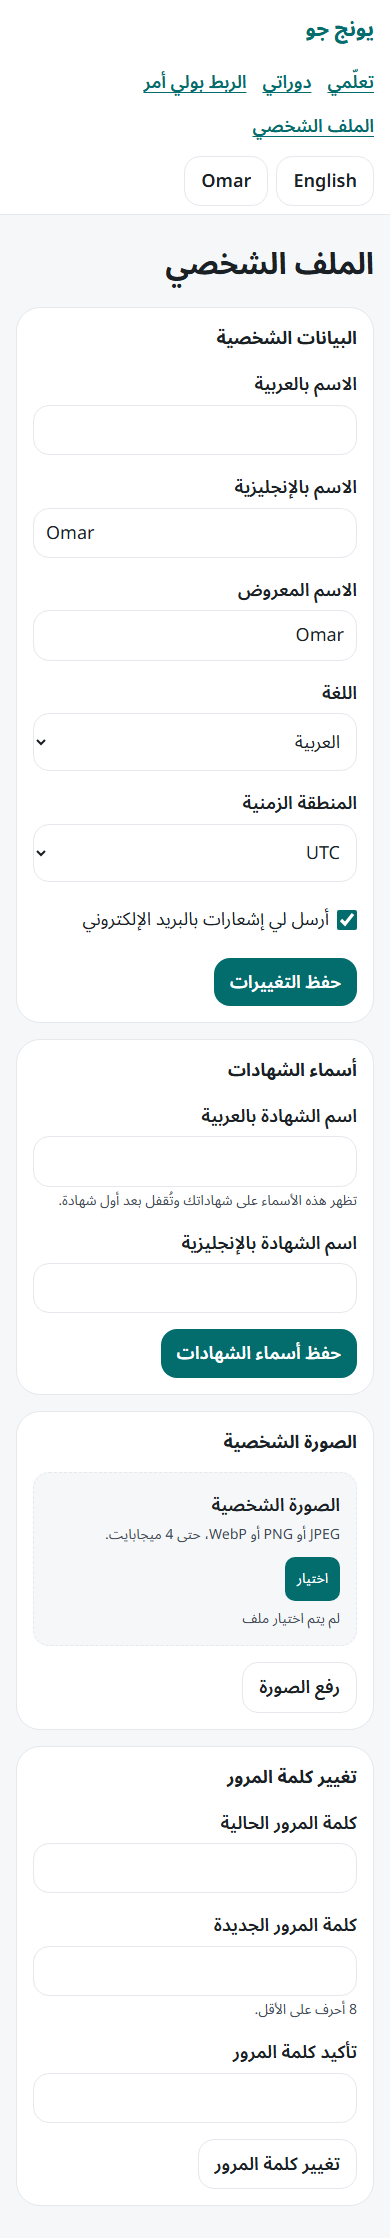 يونج جو
تعلّمي دوراتي الربط بولي أمر
الملف الشخصي
English Omar
الملف الشخصي
البيانات الشخصية
الاسم بالعربية
الاسم بالإنجليزية
Omar
الاسم المعروض
Omar
اللغة
العربية
المنطقة الزمنية
UTC
أرسل لي إشعارات بالبريد الإلكتروني
حفظ التغييرات
أسماء الشهادات
اسم الشهادة بالعربية
تظهر هذه الأسماء على شهاداتك وتُقفل بعد أول شهادة.
اسم الشهادة بالإنجليزية
حفظ أسماء الشهادات
الصورة الشخصية
الصورة الشخصية
JPEG أو PNG أو WebP، حتى 4 ميجابايت.
اختيار
لم يتم اختيار ملف
رفع الصورة
تغيير كلمة المرور
كلمة المرور الحالية
كلمة المرور الجديدة
8 أحرف على الأقل.
تأكيد كلمة المرور
تغيير كلمة المرور